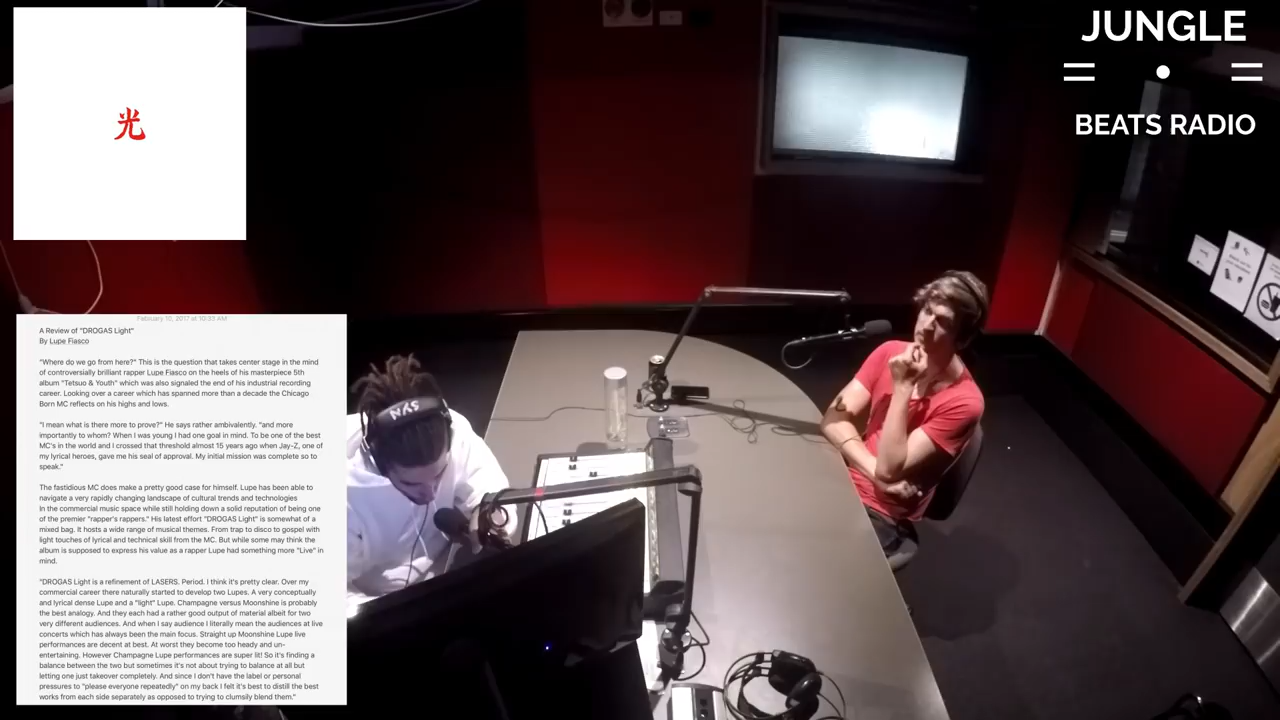 光
JUNGLE
BEATS RADIO
February 10, 2017 at 10:33 AM
A Review of "DROGAS Light"
By Lupe Fiasco
"Where do we go from here?" This is the question that takes center stage in the mind
of controversially brilliant rapper Lupe Fiasco on the heels of his masterpiece 5th
album "Tetsuo & Youth" which was also signaled the end of his industrial recording
career. Looking over a career which has spanned more than a decade the Chicago
Born MC reflects on his highs and lows.
"I mean what is there more to prove?" He says rather ambivalently. "and more
importantly to whom? When I was young I had one goal in mind. To be one of the best
MC's in the world and I crossed that threshold almost 15 years ago when Jay-Z, one of
my lyrical heroes, gave me his seal of approval. My initial mission was complete so to
speak."
The fastidious MC does make a pretty good case for himself. Lupe has been able to
navigate a very rapidly changing landscape of cultural trends and technologies
In the commercial music space while still holding down a solid reputation of being one
of the premier "rapper's rappers." His latest effort "DROGAS Light" is somewhat of a
mixed bag. It hosts a wide range of musical themes. From trap to disco to gospel with
light touches of lyrical and technical skill from the MC. But while some may think the
album is supposed to express his value as a rapper Lupe had something more "Live" in
mind.
"DROGAS Light is a refinement of LASERS. Period. I think it's pretty clear. Over my
commercial career there naturally started to develop two Lupes. A very conceptually
and lyrical dense Lupe and a "light" Lupe. Champagne versus Moonshine is probably
the best analogy. And they each had a rather good output of material albeit for two
very different audiences. And when I say audience I literally mean the audiences at live
concerts which has always been the main focus. Straight up Moonshine Lupe live
performances are decent at best. At worst they become too heady and un-
entertaining. However Champagne Lupe performances are super lit! So it's finding a
balance between the two but sometimes it's not about trying to balance at all but
letting one just takeover completely. And since I don't have the label or personal
pressures to "please everyone repeatedly" on my back I felt it's best to distill the best
works from each side separately as opposed to trying to clumsily blend them."
NAS